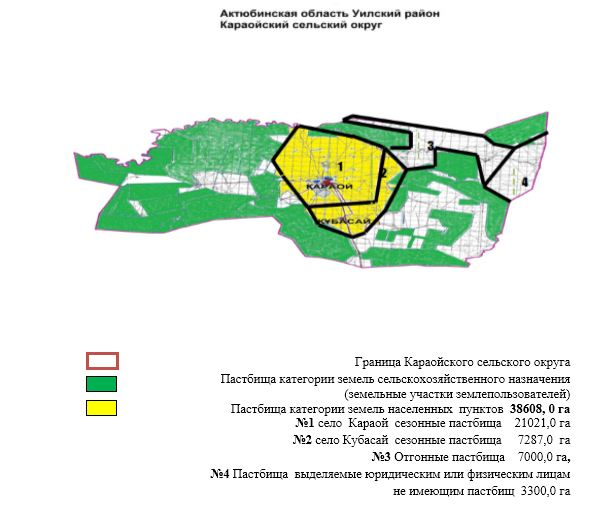 Актюбинская область Уилский район
Караойский сельский округ
1
2
3
4
КАРАОЙ
КУБАСАЙ
Граница Караойского сельского округа
Пастбища категории земель сельскохозяйственного назначения
(земельные участки землепользователей)
Пастбища категории земель населенных пунктов 38608, 0 га
№1 село Караой сезонные пастбища 21021,0 га
№2 село Кубасай сезонные пастбища 7287,0 га
№3 Отгонные пастбища 7000,0 га,
№4 Пастбища выделяемые юридическим или физическим лицам
не имеющим пастбищ 3300,0 га